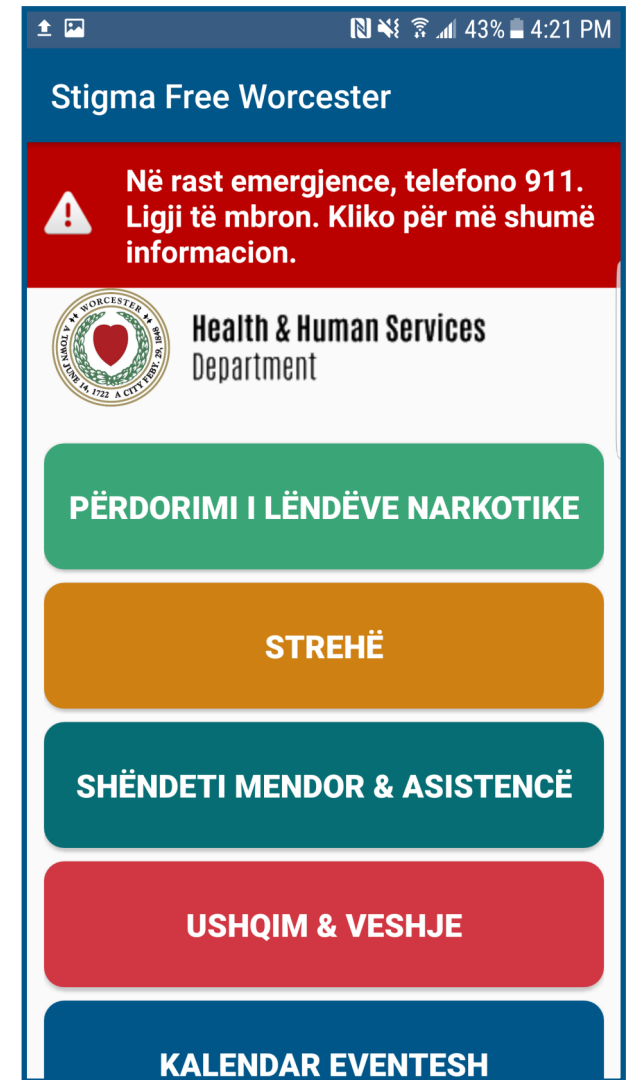 43% 4:21 PM
Stigma Free Worcester
Në rast emergjence, telefono 911.
Ligji të mbron. Kliko për më shumë
informacion.
WORCESTER
A TOWN JUNE 14, 1722 A CITY FEBY. 29, 1848
Health & Human Services
Department
PËRDORIMI I LËNDËVE NARKOTIKE
STREHË
SHËNDETI MENDOR & ASISTENCË
USHQIM & VESHJE
KALENDAR EVENTESH